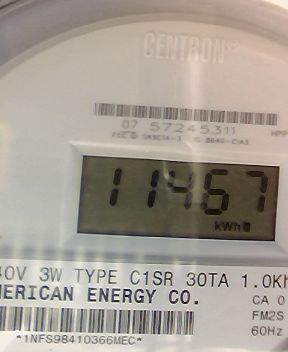 CENTRON®
07 57245311
11467
kWh
40V 3W TYPE C1SR 30TA 1.0Kh
MERICAN ENERGY CO.
CA 0
FM2S
60Hz
*1NFS98410366MEC*